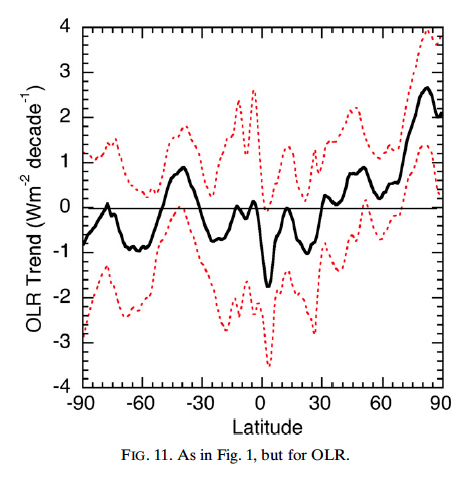 4
3
2
1
0
-1
-2
-3
-4
OLR Trend (Wm-2 decade-1)
-90 -60 -30 0 30 60 90
Latitude
FIG. 11. As in Fig. 1, but for OLR.